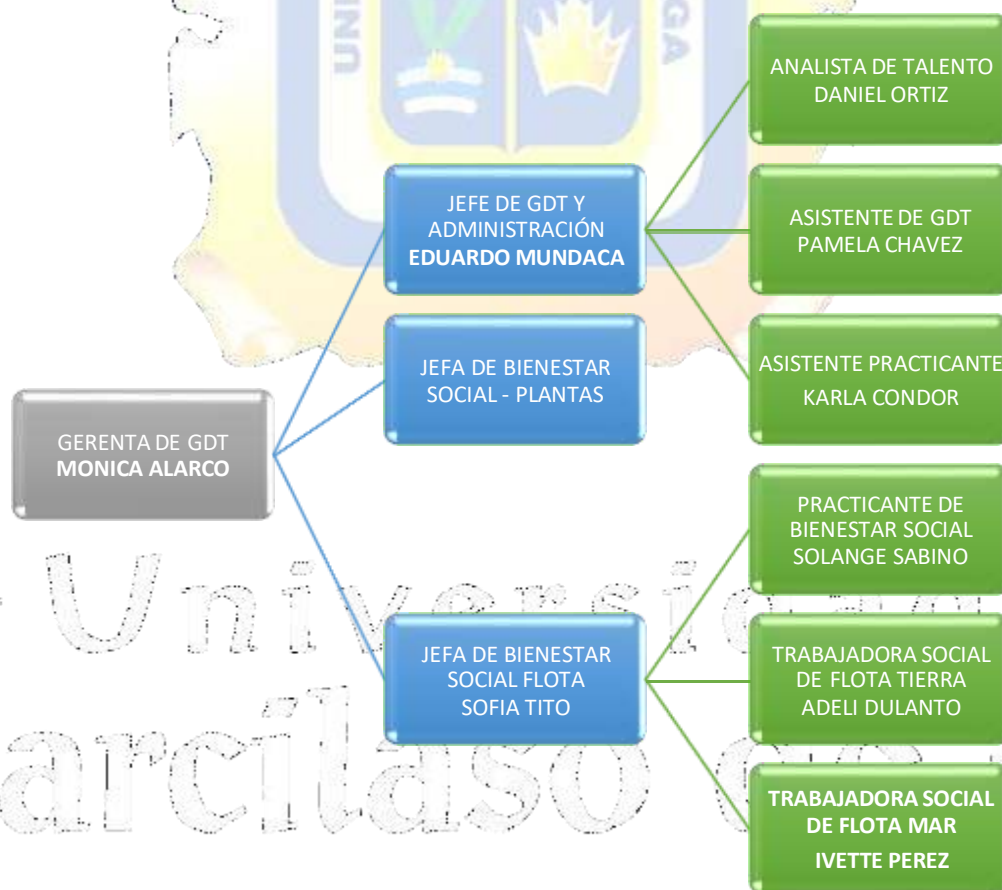 ANALISTA DE TALENTO
DANIEL ORTIZ
JEFE DE GDT Y
ADMINISTRACIÓN
EDUARDO MUNDACA
ASISTENTE DE GDT
PAMELA CHAVEZ
JEFA DE BIENESTAR
SOCIAL - PLANTAS
ASISTENTE PRACTICANTE
KARLA CONDOR
GERENTA DE GDT
MONICA ALARCO
PRACTICANTE DE
BIENESTAR SOCIAL
SOLANGE SABINO
JEFA DE BIENESTAR
SOCIAL FLOTA
SOFIA TITO
TRABAJADORA SOCIAL
DE FLOTA TIERRA
ADELI DULANTO
TRABAJADORA SOCIAL
DE FLOTA MAR
IVETTE PEREZ